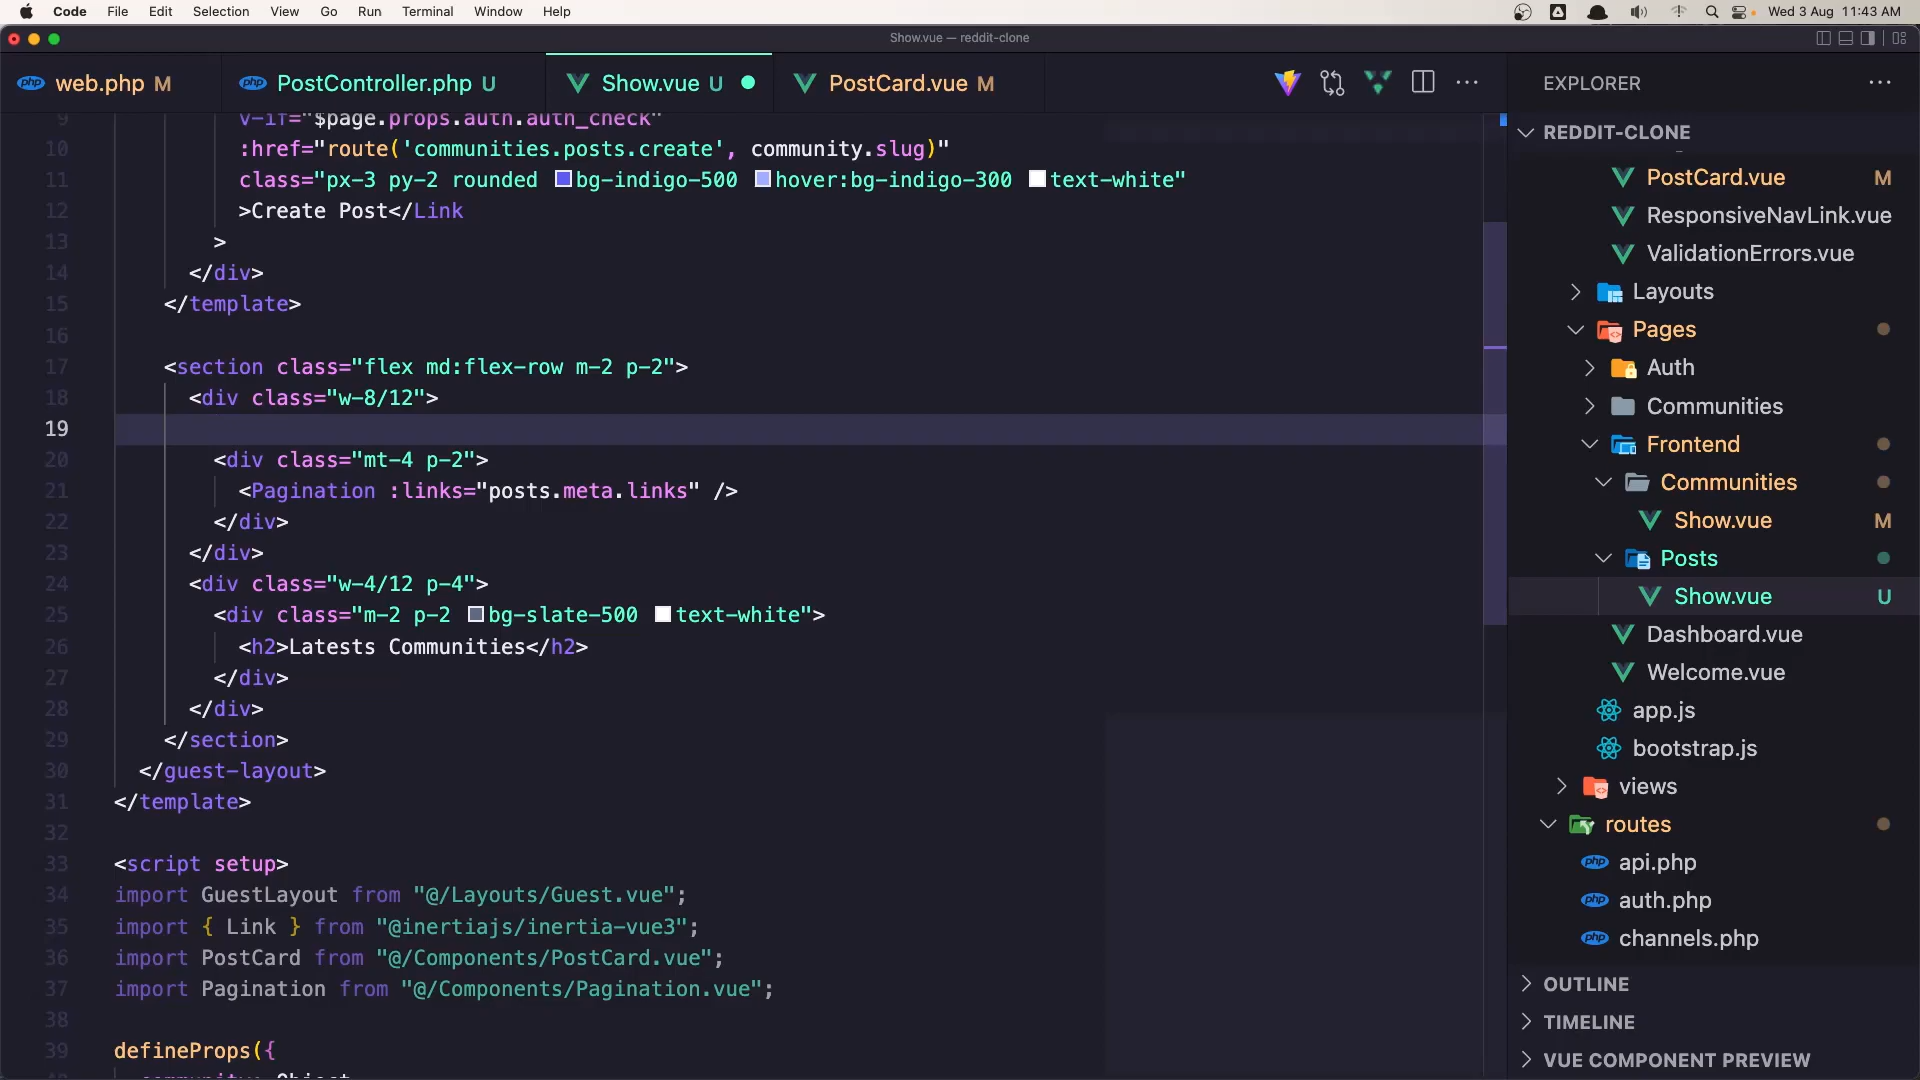 Code File Edit Selection View Go Run Terminal Window Help Wed 3 Aug 11:43 AM
Show.vue — reddit-clone
web.php M PostController.php U Show.vue U PostCard.vue M
9 v-if="$page.props.auth.auth_check"
10 :href="route('communities.posts.create', community.slug)"
11 class="px-3 py-2 rounded bg-indigo-500 hover:bg-indigo-300 text-white"
12 >Create Post</Link
13 >
14 </div>
15 </template>
16
17 <section class="flex md:flex-row m-2 p-2">
18 <div class="w-8/12">
19
20 <div class="mt-4 p-2">
21 <Pagination :links="posts.meta.links" />
22 </div>
23 </div>
24 <div class="w-4/12 p-4">
25 <div class="m-2 p-2 bg-slate-500 text-white">
26 <h2>Latests Communities</h2>
27 </div>
28 </div>
29 </section>
30 </guest-layout>
31 </template>
32
33 <script setup>
34 import GuestLayout from "@/Layouts/Guest.vue";
35 import { Link } from "@inertiajs/inertia-vue3";
36 import PostCard from "@/Components/PostCard.vue";
37 import Pagination from "@/Components/Pagination.vue";
38
39 defineProps({
EXPLORER
REDDIT-CLONE
PostCard.vue M
ResponsiveNavLink.vue
ValidationErrors.vue
Layouts
Pages
Auth
Communities
Frontend
Communities
Show.vue M
Posts
Show.vue U
Dashboard.vue
Welcome.vue
app.js
bootstrap.js
views
routes
php api.php
php auth.php
php channels.php
OUTLINE
TIMELINE
VUE COMPONENT PREVIEW